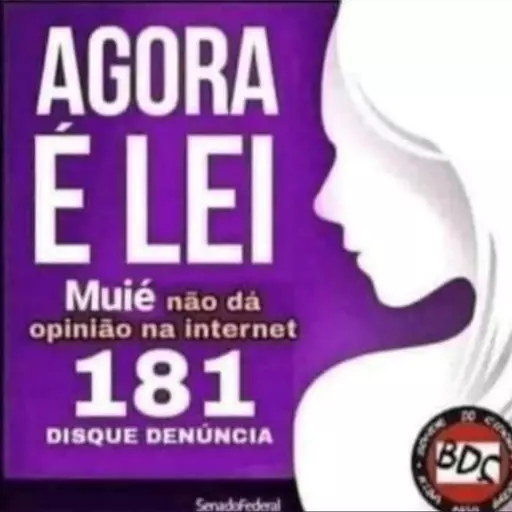 AGORA
É LEI
Muié não dá
opinião na internet
181
DISQUE DENÚNCIA
SenadoFederal
BDC